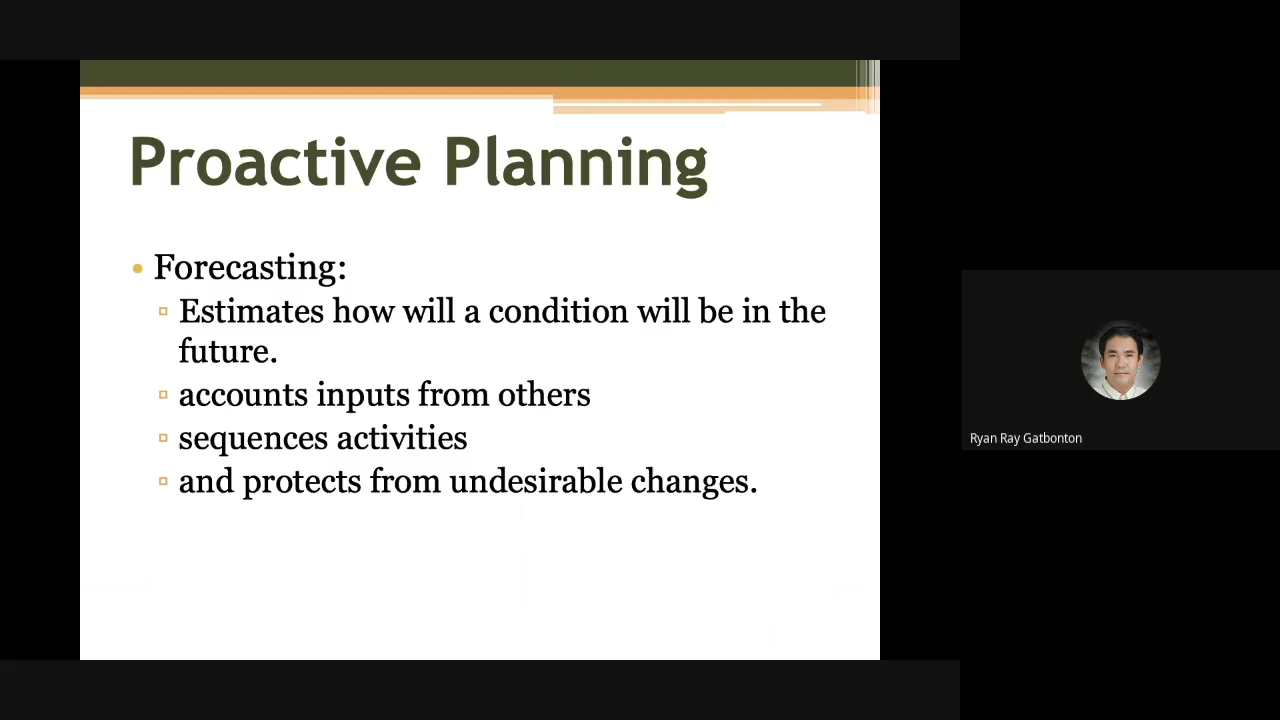 Proactive Planning
• Forecasting:
▫ Estimates how will a condition will be in the
future.
▫ accounts inputs from others
▫ sequences activities
▫ and protects from undesirable changes.
Ryan Ray Gatbonton